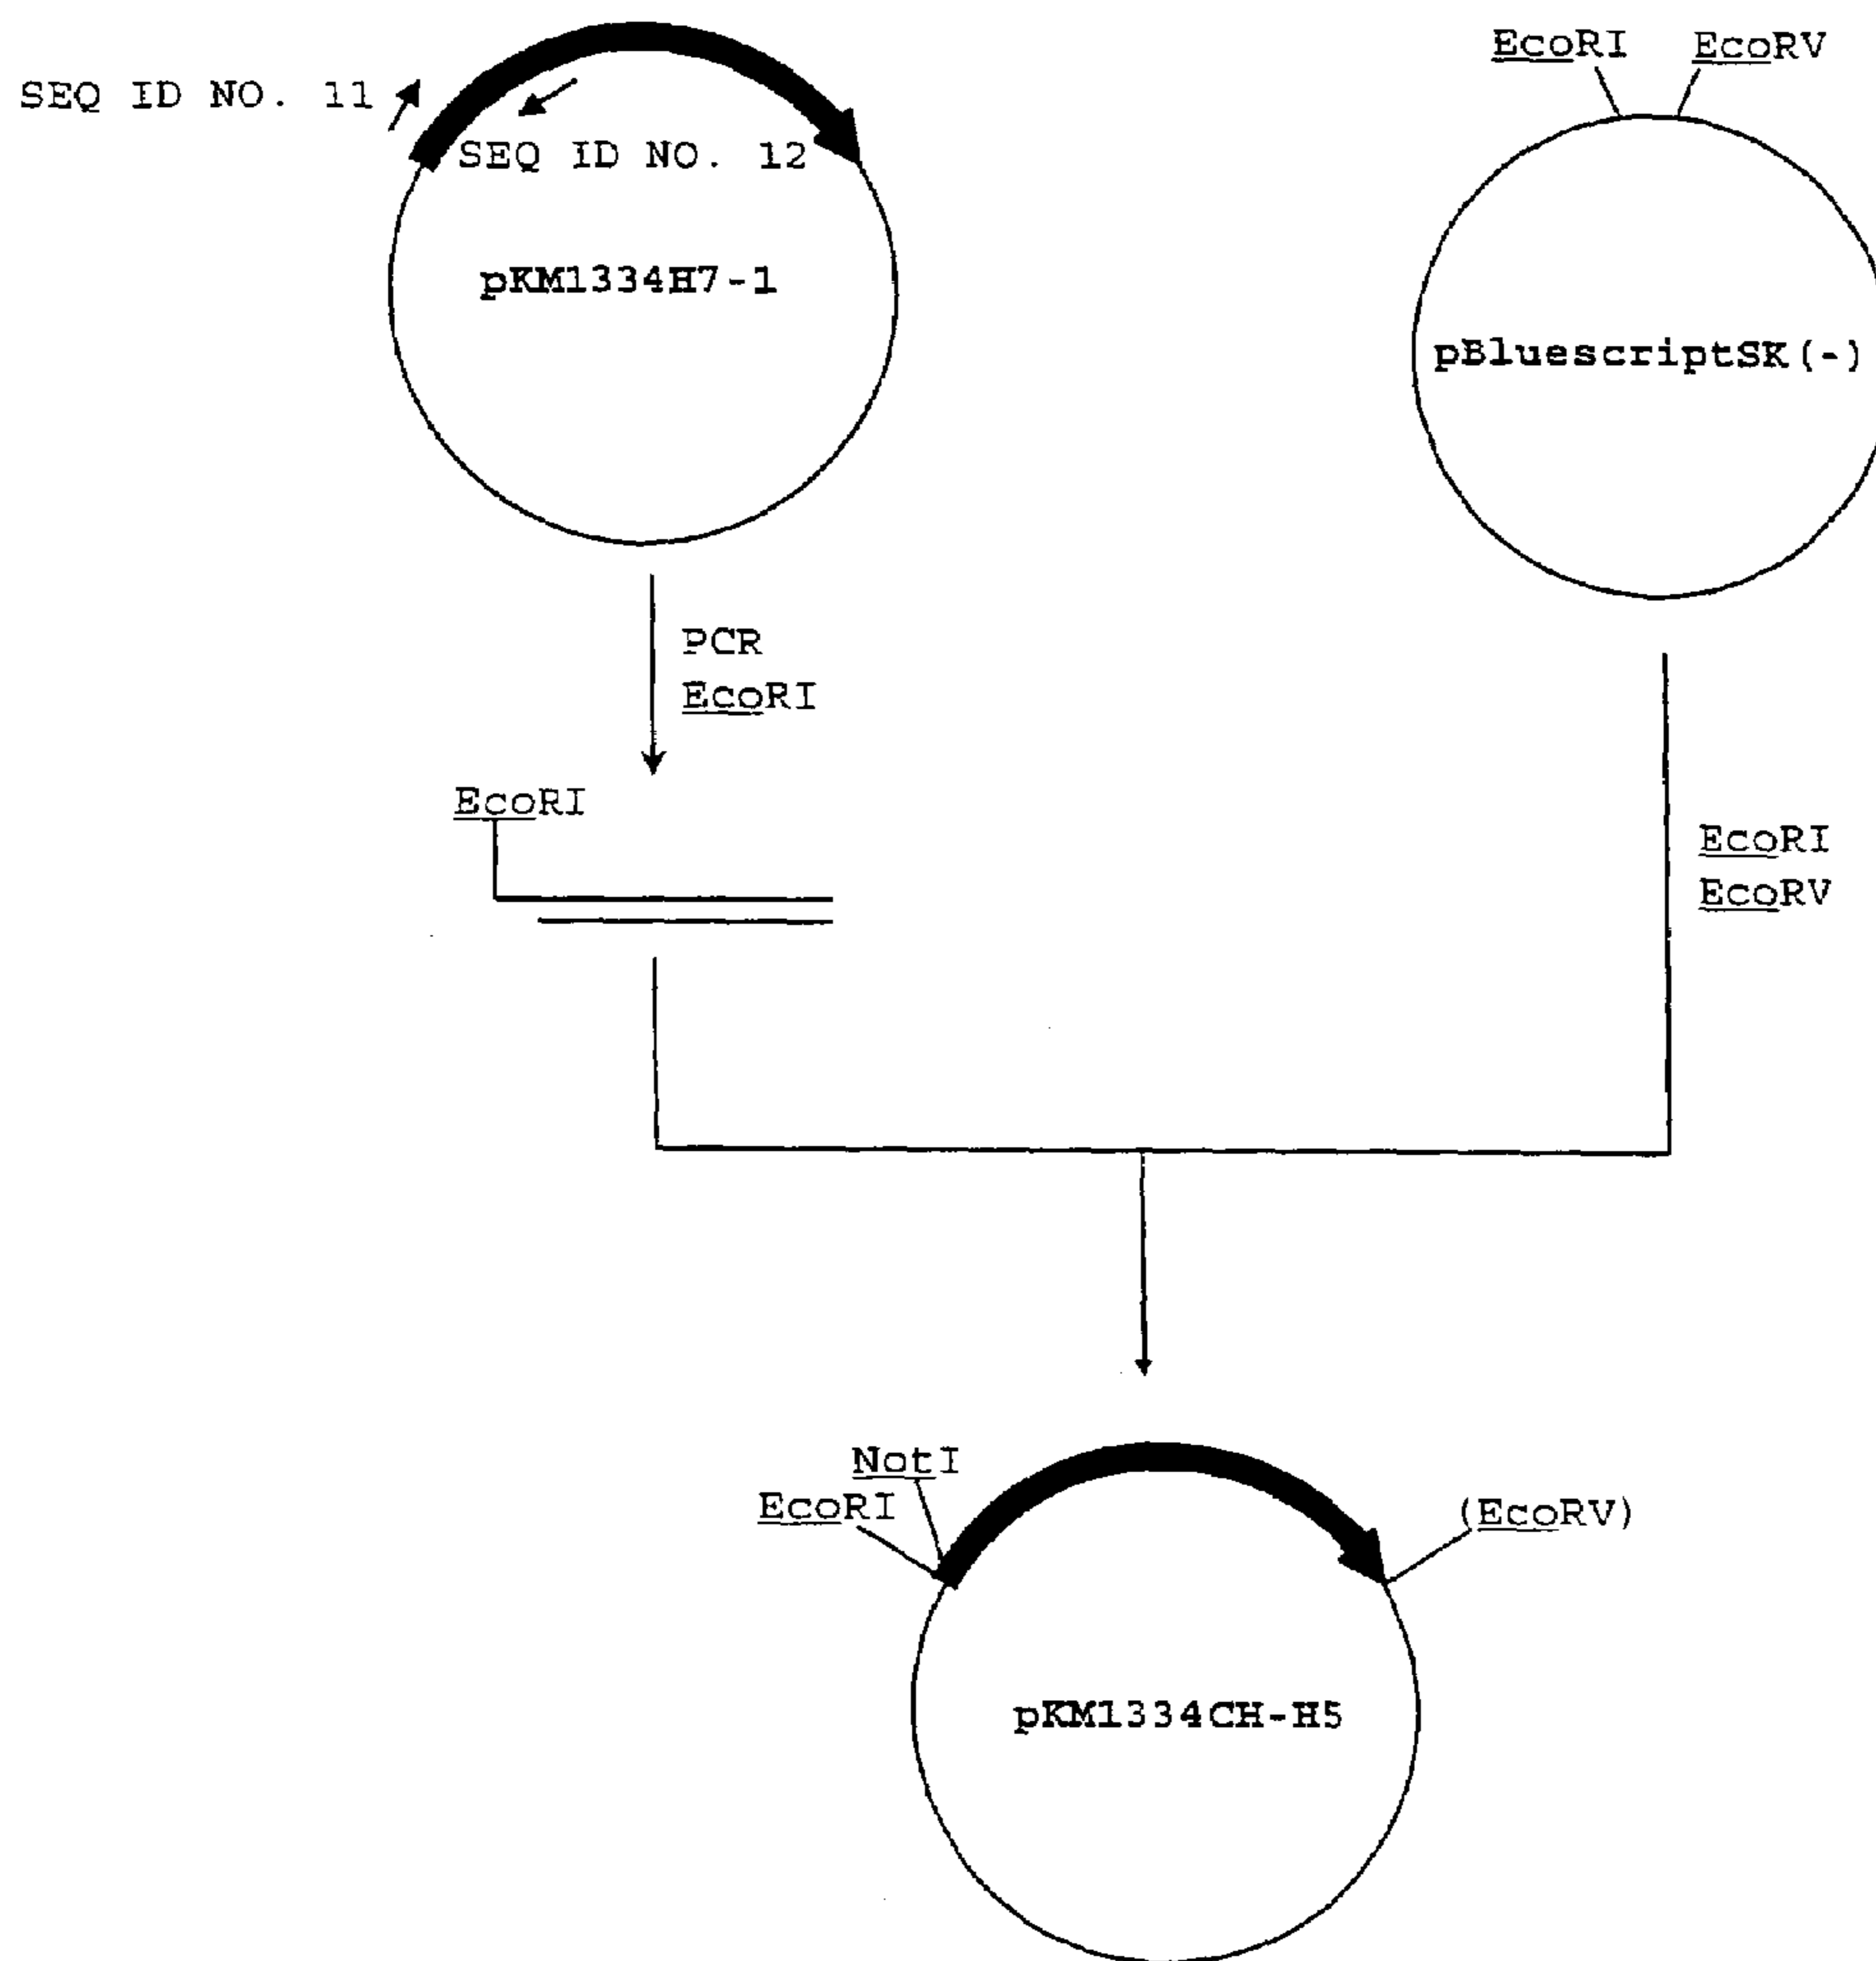 EcoRI EcoRV
SEQ ID NO. 11
SEQ ID NO. 12
pKM1334H7-1
pBluescriptSK(-)
PCR
EcoRI
EcoRI
EcoRI
EcoRV
NotI
EcoRI
(EcoRV)
pKM1334CH-H5